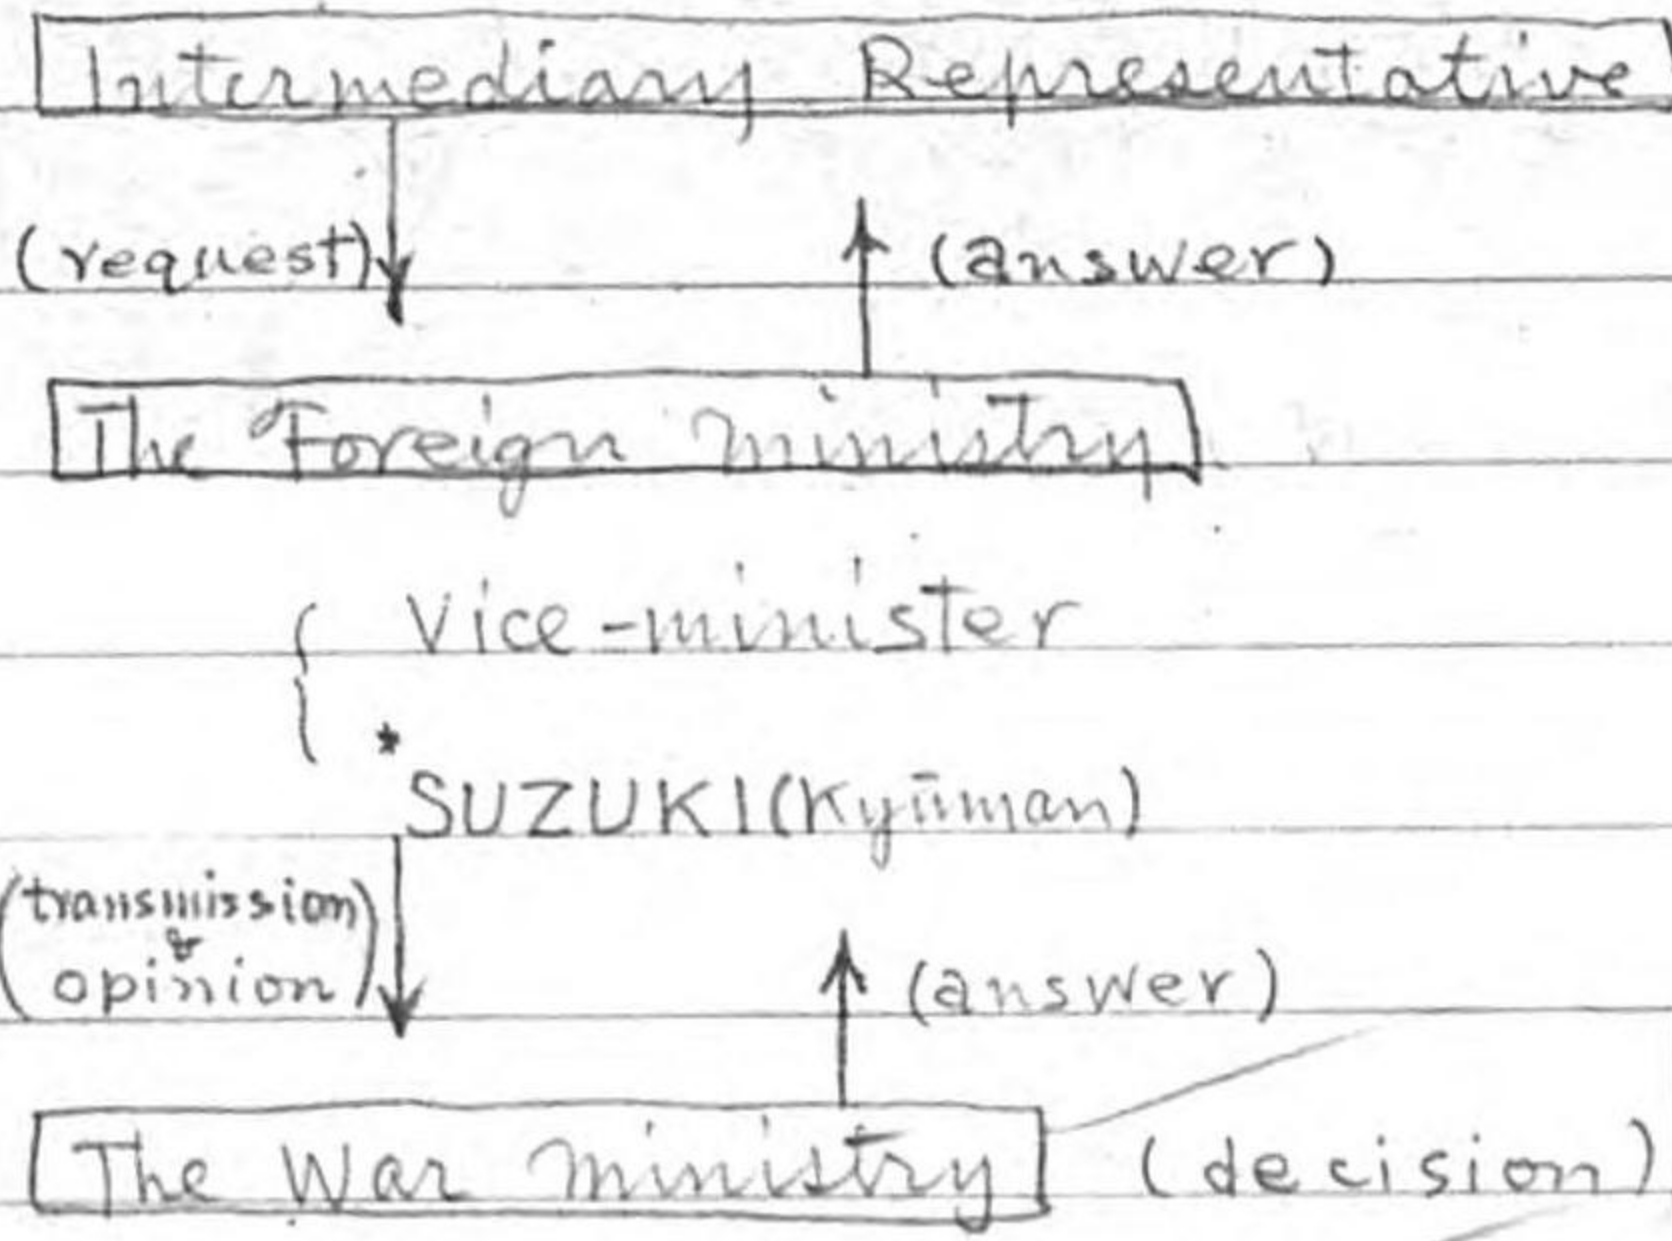 Intermediary Representative
(request) (answer)
The Foreign ministry
Vice-minister
* SUZUKI (Kyūman)
(transmission
&
opinion) (answer)
The War ministry (decision)